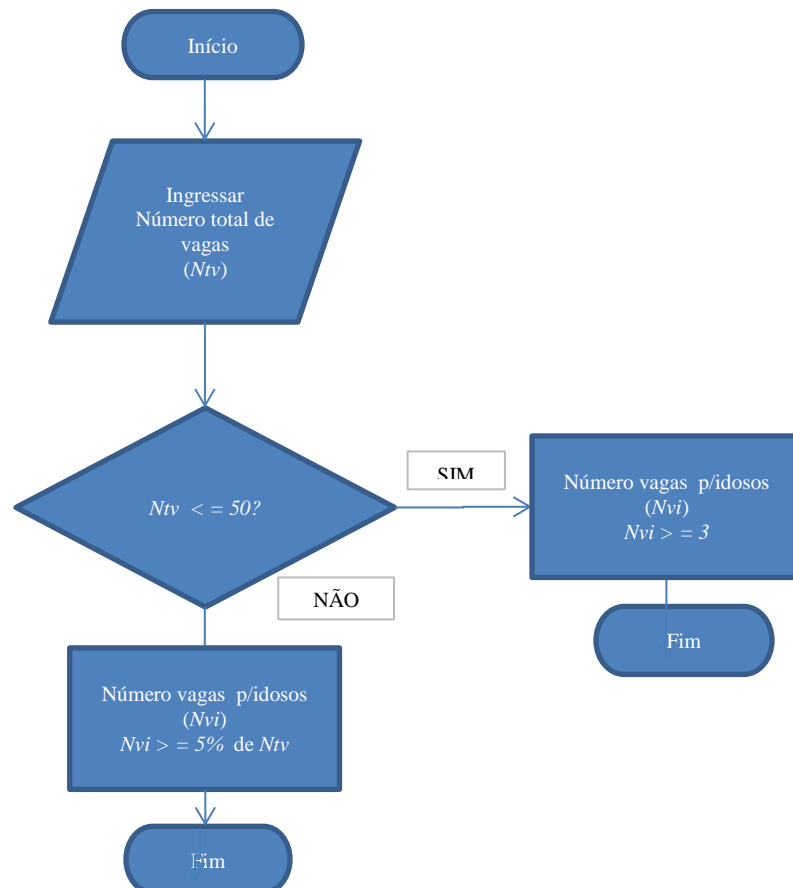 Início
Ingressar
Número total de
vagas
(Ntv)
Ntv < = 50?
SIM
Número vagas p/idosos
(Nvi)
Nvi > = 3
Fim
NÃO
Número vagas p/idosos
(Nvi)
Nvi > = 5% de Ntv
Fim